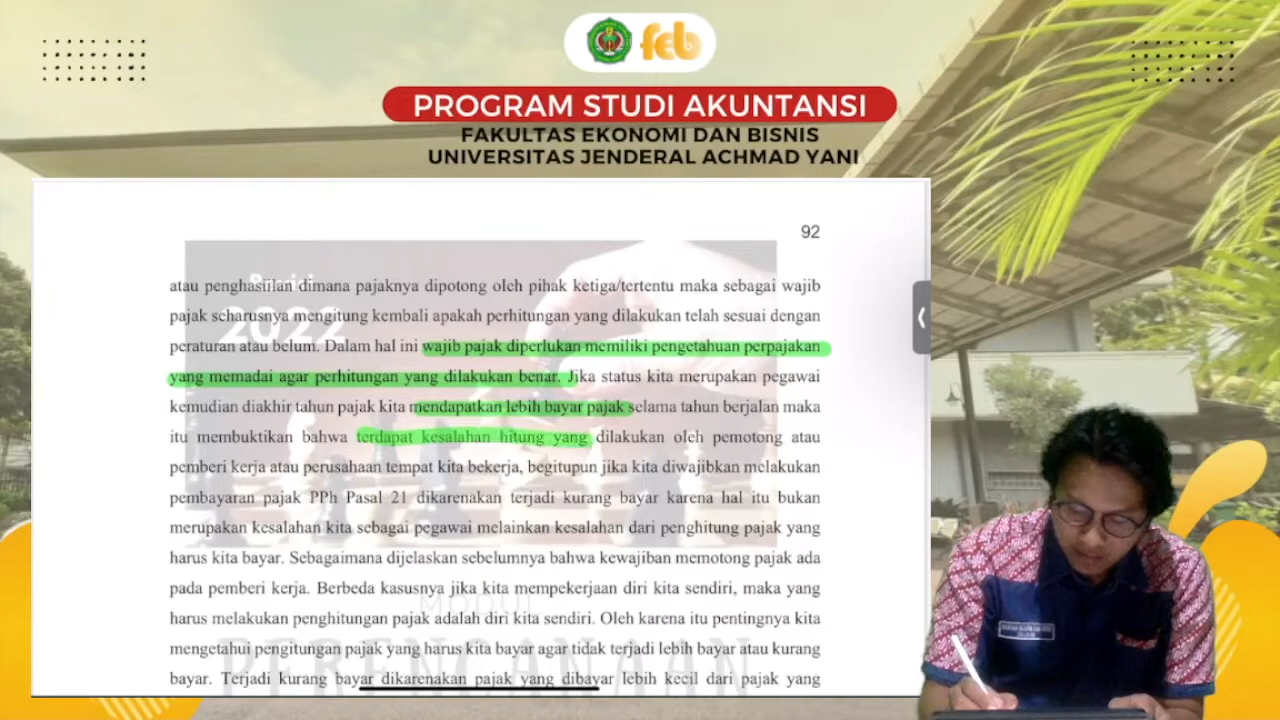 feb
PROGRAM STUDI AKUNTANSI
FAKULTAS EKONOMI DAN BISNIS
UNIVERSITAS JENDERAL ACHMAD YANI
92
2022
atau penghasiilan dimana pajaknya dipotong oleh pihak ketiga/tertentu maka sebagai wajib
pajak seharusnya mengitung kembali apakah perhitungan yang dilakukan telah sesuai dengan
peraturan atau belum. Dalam hal ini wajib pajak diperlukan memiliki pengetahuan perpajakan
yang memadai agar perhitungan yang dilakukan benar. Jika status kita merupakan pegawai
kemudian diakhir tahun pajak kita mendapatkan lebih bayar pajak selama tahun berjalan maka
itu membuktikan bahwa terdapat kesalahan hitung yang dilakukan oleh pemotong atau
pemberi kerja atau perusahaan tempat kita bekerja, begitupun jika kita diwajibkan melakukan
pembayaran pajak PPh Pasal 21 dikarenakan terjadi kurang bayar karena hal itu bukan
merupakan kesalahan kita sebagai pegawai melainkan kesalahan dari penghitung pajak yang
harus kita bayar. Sebagaimana dijelaskan sebelumnya bahwa kewajiban memotong pajak ada
pada pemberi kerja. Berbeda kasusnya jika kita mempekerjaan diri kita sendiri, maka yang
harus melakukan penghitungan pajak adalah diri kita sendiri. Oleh karena itu pentingnya kita
mengetahui pengitungan pajak yang harus kita bayar agar tidak terjadi lebih bayar atau kurang
bayar. Terjadi kurang bayar dikarenakan pajak yang dibayar lebih kecil dari pajak yang
MODUL
PERENCANAAN